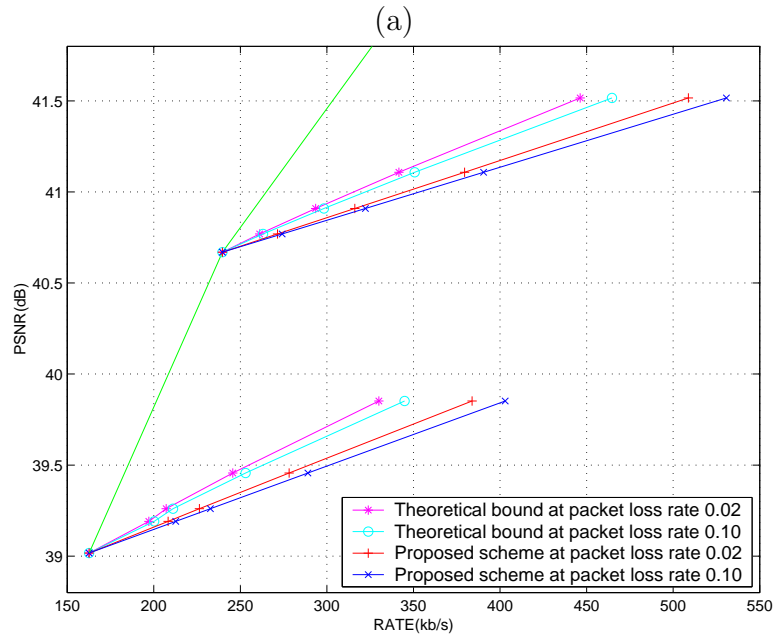 (a)
41.5
41
40.5
40
39.5
39
PSNR(dB)
150 200 250 300 350 400 450 500 550
RATE(kb/s)
Theoretical bound at packet loss rate 0.02
Theoretical bound at packet loss rate 0.10
Proposed scheme at packet loss rate 0.02
Proposed scheme at packet loss rate 0.10